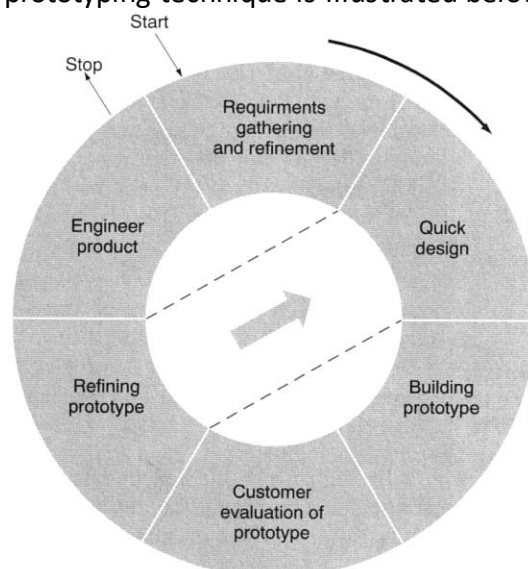 prototyping technique is illustrated below
Start
Stop
Requirments
gathering
and refinement
Quick
design
Building
prototype
Customer
evaluation of
prototype
Refining
prototype
Engineer
product